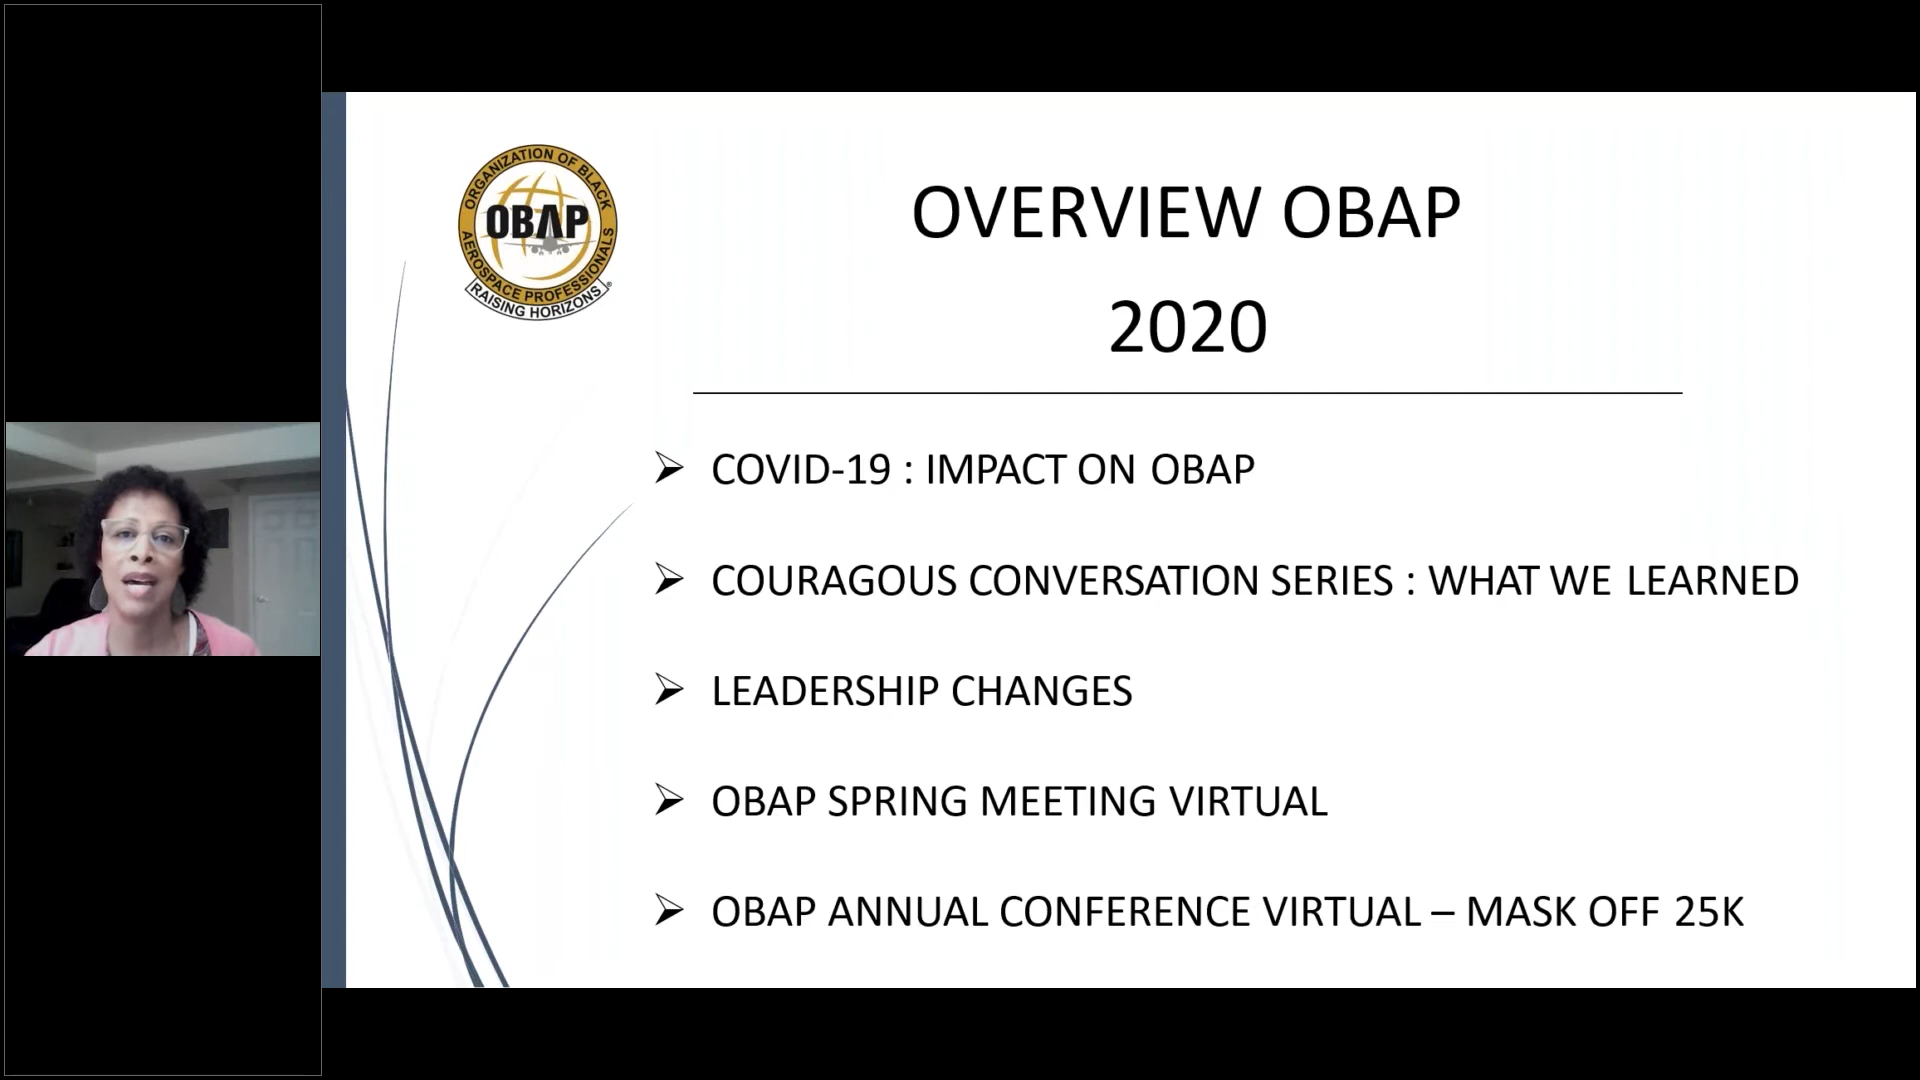 ORGANIZATION OF BLACK
OBAP
AEROSPACE PROFESSIONALS
RAISING HORIZONS
OVERVIEW OBAP
2020
COVID-19 : IMPACT ON OBAP
COURAGOUS CONVERSATION SERIES : WHAT WE LEARNED
LEADERSHIP CHANGES
OBAP SPRING MEETING VIRTUAL
OBAP ANNUAL CONFERENCE VIRTUAL – MASK OFF 25K